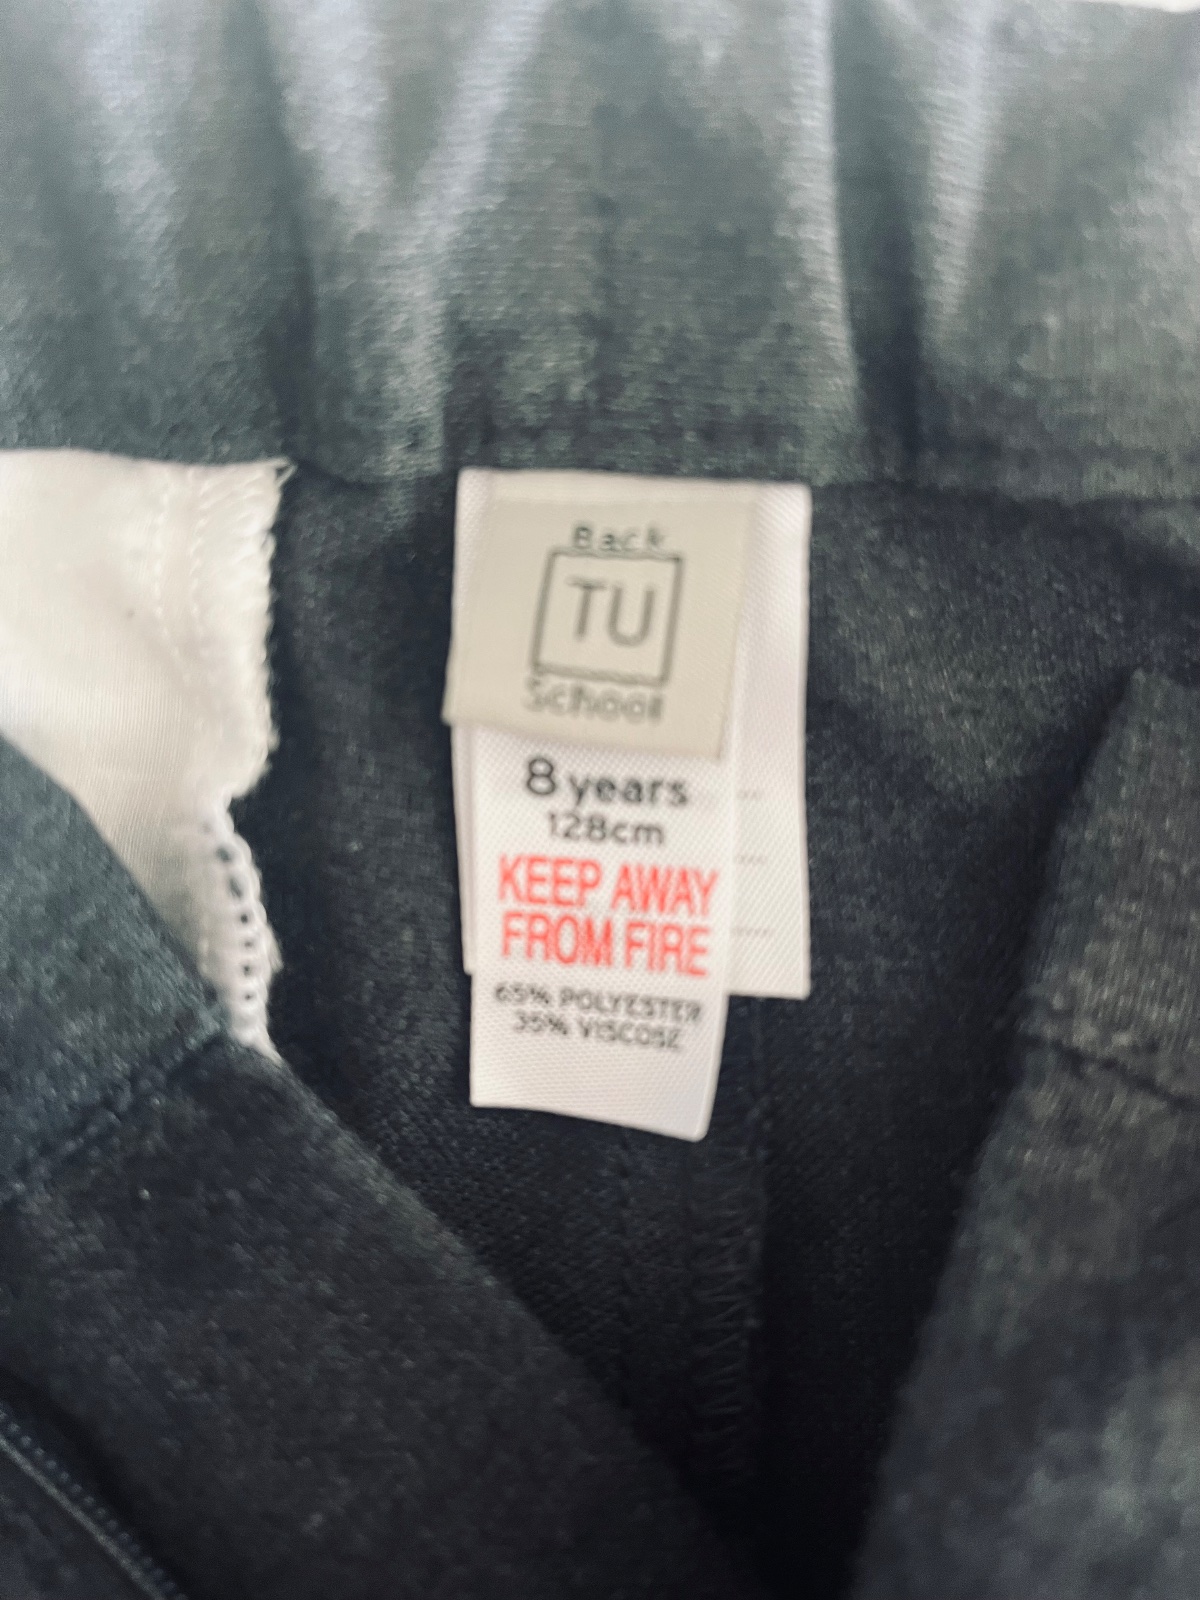 Back
TU
School
8 years
128cm
KEEP AWAY
FROM FIRE
65% POLYESTER
35% VISCOSE